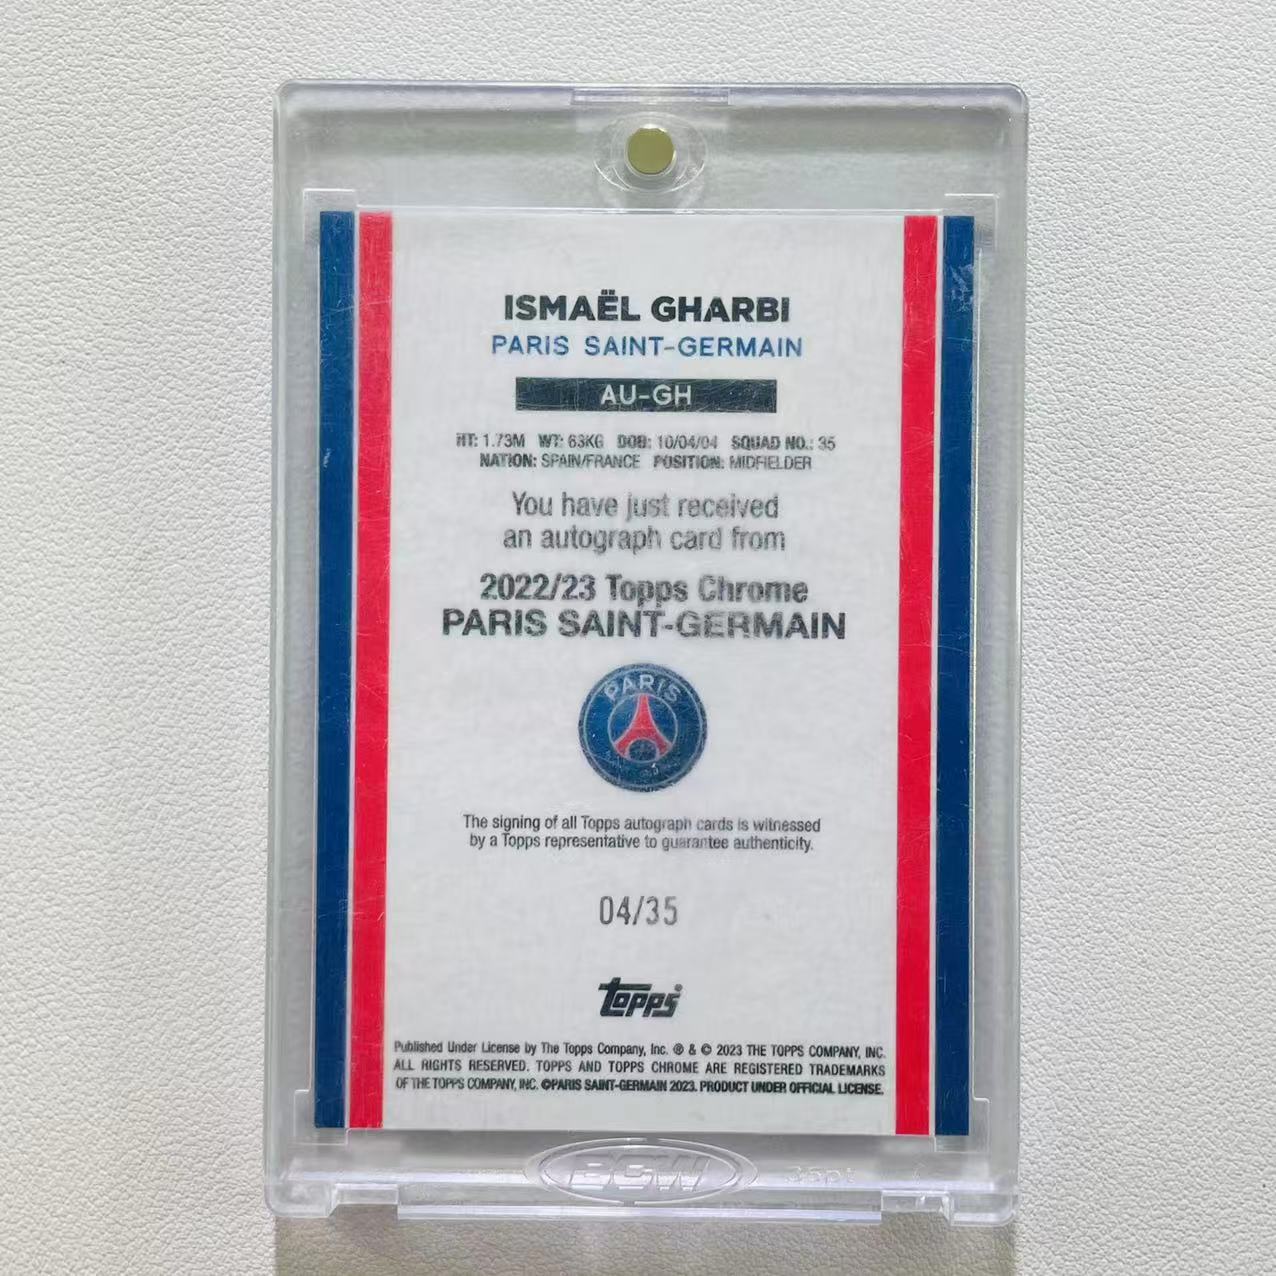 ISMAËL GHARBI
PARIS SAINT-GERMAIN
AU-GH
HT: 1.73M WT: 63KG DOB: 10/04/04 SQUAD NO.: 35
NATION: SPAIN/FRANCE POSITION: MIDFIELDER
You have just received
an autograph card from
2022/23 Topps Chrome
PARIS SAINT-GERMAIN
PARIS
The signing of all Topps autograph cards is witnessed
by a Topps representative to guarantee authenticity.
04/35
topps
Published Under License by The Topps Company, Inc. ® & © 2023 THE TOPPS COMPANY, INC.
ALL RIGHTS RESERVED. TOPPS AND TOPPS CHROME ARE REGISTERED TRADEMARKS
OF THE TOPPS COMPANY, INC. ©PARIS SAINT-GERMAIN 2023. PRODUCT UNDER OFFICIAL LICENSE.
BCW 35pt